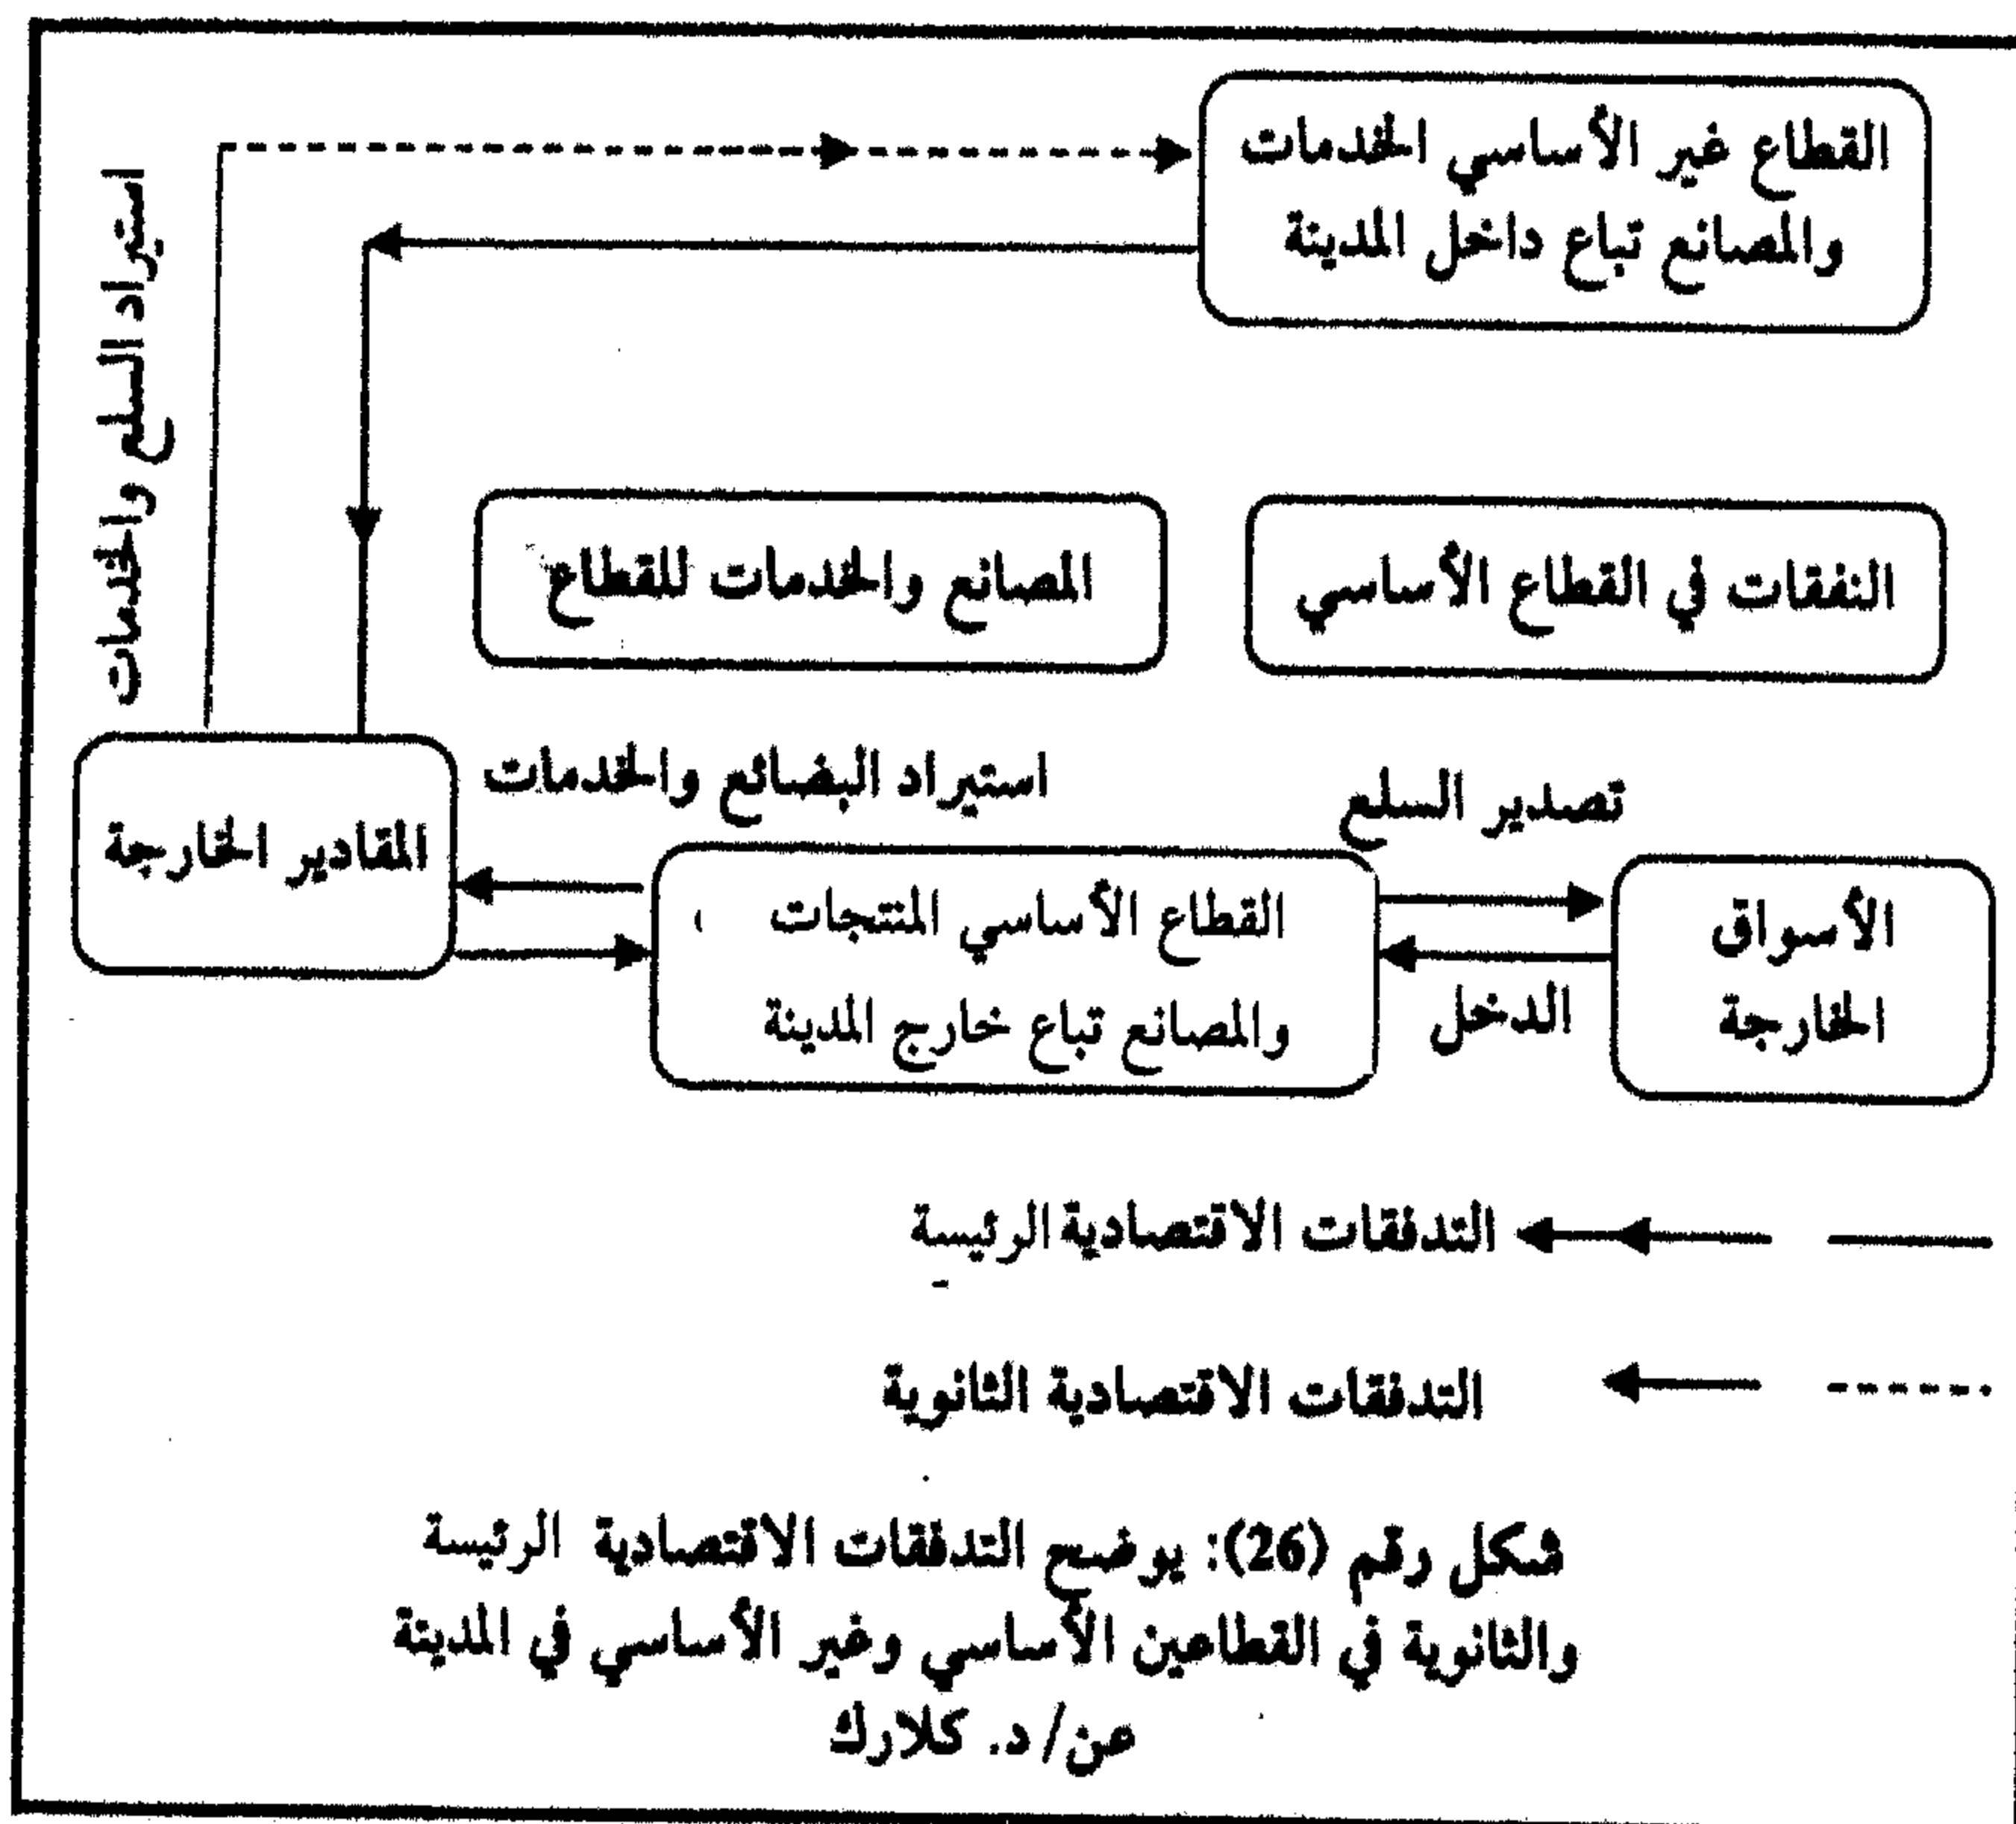 القطاع غير الأساسي الخدمات
والمصانع تباع داخل المدينة
استيراد السلع والخدمات
النفقات في القطاع الأساسي
المصانع والخدمات للقطاع
تصدير السلع
استيراد البضائع والخدمات
الأسواق
الخارجة
الدخل
القطاع الأساسي المنتجات
والمصانع تباع خارج المدينة
المقادير الخارجة
التدفقات الاقتصادية الرئيسة
التدفقات الاقتصادية الثانوية
شكل رقم (26): يوضح التدفقات الاقتصادية الرئيسة
والثانوية في القطاعين الأساسي وغير الأساسي في المدينة
عن/ د. كلارك